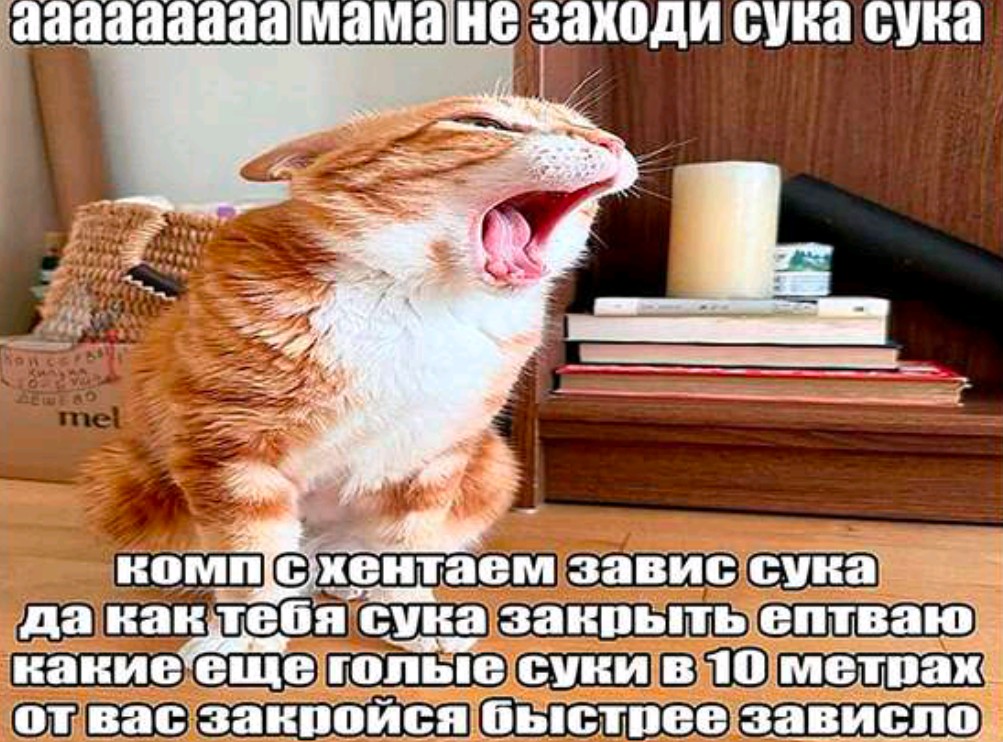 ааааааааа мама не заходи сука сука
mel
комп с хентаем завис сука
да как тебя сука закрыть ептваю
какие еще голые суки в 10 метрах
от вас закройся быстрее зависло